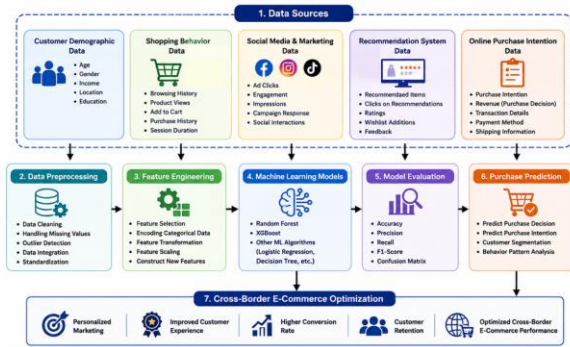 1. Data Sources
Customer Demographic
Data
Age
Gender
Income
Location
Education
Shopping Behavior
Data
Browsing History
Product Views
Add to Cart
Purchase History
Session Duration
Social Media & Marketing
Data
Ad Clicks
Engagement
Impressions
Campaign Response
Social Interactions
Recommendation System
Data
Recommended Items
Clicks on Recommendations
Ratings
Wishlist Additions
Feedback
Online Purchase Intention
Data
Purchase Intention
Revenue (Purchase Decision)
Transaction Details
Payment Method
Shipping Information
2. Data Preprocessing
Data Cleaning
Handling Missing Values
Outlier Detection
Data Integration
Standardization
3. Feature Engineering
Feature Selection
Encoding Categorical Data
Feature Transformation
Feature Scaling
Construct New Features
4. Machine Learning Models
Random Forest
XGBoost
Other ML Algorithms
(Logistic Regression,
Decision Tree, etc.)
5. Model Evaluation
Accuracy
Precision
Recall
F1-Score
Confusion Matrix
6. Purchase Prediction
Predict Purchase Decision
Predict Purchase Intention
Customer Segmentation
Behavior Pattern Analysis
7. Cross-Border E-Commerce Optimization
Personalized
Marketing
Improved Customer
Experience
Higher Conversion
Rate
Customer
Retention
Optimized Cross-Border
E-Commerce Performance